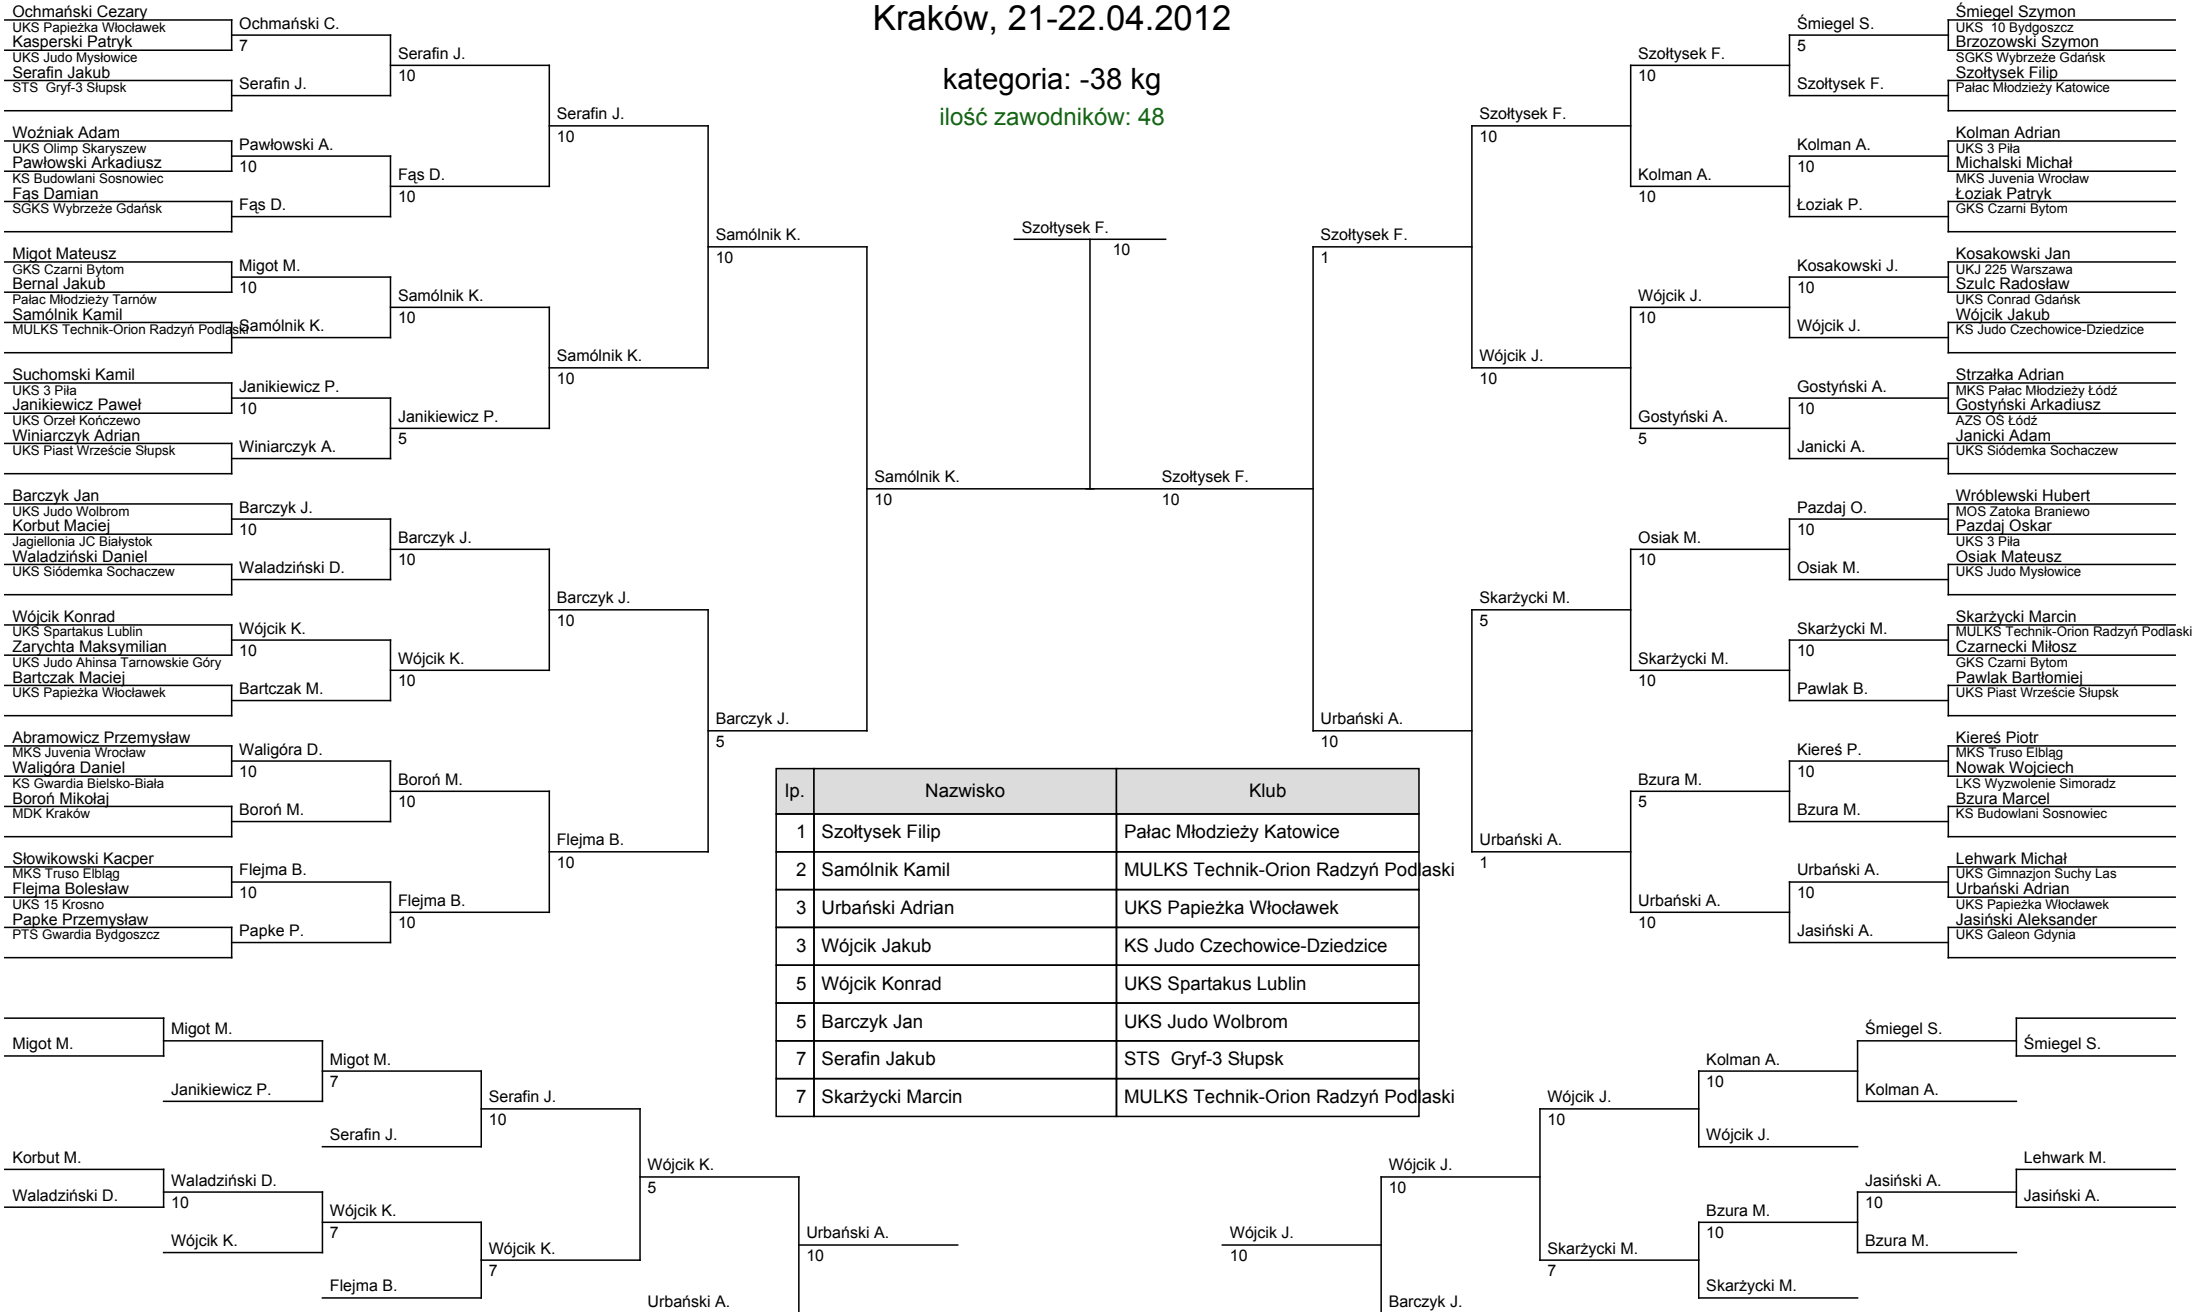 Kraków, 21-22.04.2012
kategoria: -38 kg
ilość zawodników: 48
Ochmański Cezary
UKS Papieżka Włocławek
Kasperski Patryk
UKS Judo Mysłowice
Serafin Jakub
STS  Gryf-3 Słupsk
Woźniak Adam
UKS Olimp Skaryszew
Pawłowski Arkadiusz
KS Budowlani Sosnowiec
Fąs Damian
SGKS Wybrzeże Gdańsk
Migot Mateusz
GKS Czarni Bytom
Bernal Jakub
Pałac Młodzieży Tarnów
Samólnik Kamil
MULKS Technik-Orion Radzyń Podlaski
Suchomski Kamil
UKS 3 Piła
Janikiewicz Paweł
UKS Orzeł Kończewo
Winiarczyk Adrian
UKS Piast Wrzeście Słupsk
Barczyk Jan
UKS Judo Wolbrom
Korbut Maciej
Jagiellonia JC Białystok
Waladziński Daniel
UKS Siódemka Sochaczew
Wójcik Konrad
UKS Spartakus Lublin
Zarychta Maksymilian
UKS Judo Ahinsa Tarnowskie Góry
Bartczak Maciej
UKS Papieżka Włocławek
Abramowicz Przemysław
MKS Juvenia Wrocław
Waligóra Daniel
KS Gwardia Bielsko-Biała
Boroń Mikołaj
MDK Kraków
Słowikowski Kacper
MKS Truso Elbląg
Flejma Bolesław
UKS 15 Krosno
Papke Przemysław
PTS Gwardia Bydgoszcz
Ochmański C.
7
Serafin J.
Pawłowski A.
10
Fąs D.
Migot M.
10
Samólnik K.
Janikiewicz P.
10
Winiarczyk A.
Barczyk J.
10
Waladziński D.
Wójcik K.
10
Bartczak M.
Waligóra D.
10
Boroń M.
Flejma B.
10
Papke P.
Serafin J.
10
Fąs D.
10
Samólnik K.
10
Janikiewicz P.
5
Barczyk J.
10
Wójcik K.
10
Boroń M.
10
Flejma B.
10
Serafin J.
10
Samólnik K.
10
Barczyk J.
10
Flejma B.
10
Samólnik K.
10
Barczyk J.
5
Samólnik K.
10
Szołtysek F.
10
Szołtysek F.
10
Szołtysek F.
1
Urbański A.
10
Szołtysek F.
10
Wójcik J.
10
Skarżycki M.
5
Urbański A.
1
Szołtysek F.
10
Kolman A.
10
Wójcik J.
10
Gostyński A.
5
Osiak M.
10
Skarżycki M.
10
Bzura M.
5
Urbański A.
10
Śmiegel S.
5
Szołtysek F.
Kolman A.
10
Łoziak P.
Kosakowski J.
10
Wójcik J.
Gostyński A.
10
Janicki A.
Pazdaj O.
10
Osiak M.
Skarżycki M.
10
Pawlak B.
Kiereś P.
10
Bzura M.
Urbański A.
10
Jasiński A.
Śmiegel Szymon
UKS  10 Bydgoszcz
Brzozowski Szymon
SGKS Wybrzeże Gdańsk
Szołtysek Filip
Pałac Młodzieży Katowice
Kolman Adrian
UKS 3 Piła
Michalski Michał
MKS Juvenia Wrocław
Łoziak Patryk
GKS Czarni Bytom
Kosakowski Jan
UKJ 225 Warszawa
Szulc Radosław
UKS Conrad Gdańsk
Wójcik Jakub
KS Judo Czechowice-Dziedzice
Strzałka Adrian
MKS Pałac Młodzieży Łódź
Gostyński Arkadiusz
AZS OŚ Łódź
Janicki Adam
UKS Siódemka Sochaczew
Wróblewski Hubert
MOS Zatoka Braniewo
Pazdaj Oskar
UKS 3 Piła
Osiak Mateusz
UKS Judo Mysłowice
Skarżycki Marcin
MULKS Technik-Orion Radzyń Podlaski
Czarnecki Miłosz
GKS Czarni Bytom
Pawlak Bartłomiej
UKS Piast Wrzeście Słupsk
Kiereś Piotr
MKS Truso Elbląg
Nowak Wojciech
LKS Wyzwolenie Simoradz
Bzura Marcel
KS Budowlani Sosnowiec
Lehwark Michał
UKS Gimnazjon Suchy Las
Urbański Adrian
UKS Papieżka Włocławek
Jasiński Aleksander
UKS Galeon Gdynia
lp. Nazwisko Klub
1 Szołtysek Filip Pałac Młodzieży Katowice
2 Samólnik Kamil MULKS Technik-Orion Radzyń Podlaski
3 Urbański Adrian UKS Papieżka Włocławek
3 Wójcik Jakub KS Judo Czechowice-Dziedzice
5 Wójcik Konrad UKS Spartakus Lublin
5 Barczyk Jan UKS Judo Wolbrom
7 Serafin Jakub STS  Gryf-3 Słupsk
7 Skarżycki Marcin MULKS Technik-Orion Radzyń Podlaski
Migot M.
Korbut M.
Waladziński D.
Migot M.
Janikiewicz P.
Waladziński D.
10
Wójcik K.
Migot M.
7
Serafin J.
Wójcik K.
7
Flejma B.
Serafin J.
10
Wójcik K.
7
Wójcik K.
5
Urbański A.
Urbański A.
10
Wójcik J.
10
Wójcik J.
10
Barczyk J.
Wójcik J.
10
Skarżycki M.
7
Kolman A.
10
Wójcik J.
Bzura M.
10
Skarżycki M.
Śmiegel S.
Kolman A.
Jasiński A.
10
Bzura M.
Śmiegel S.
Lehwark M.
Jasiński A.